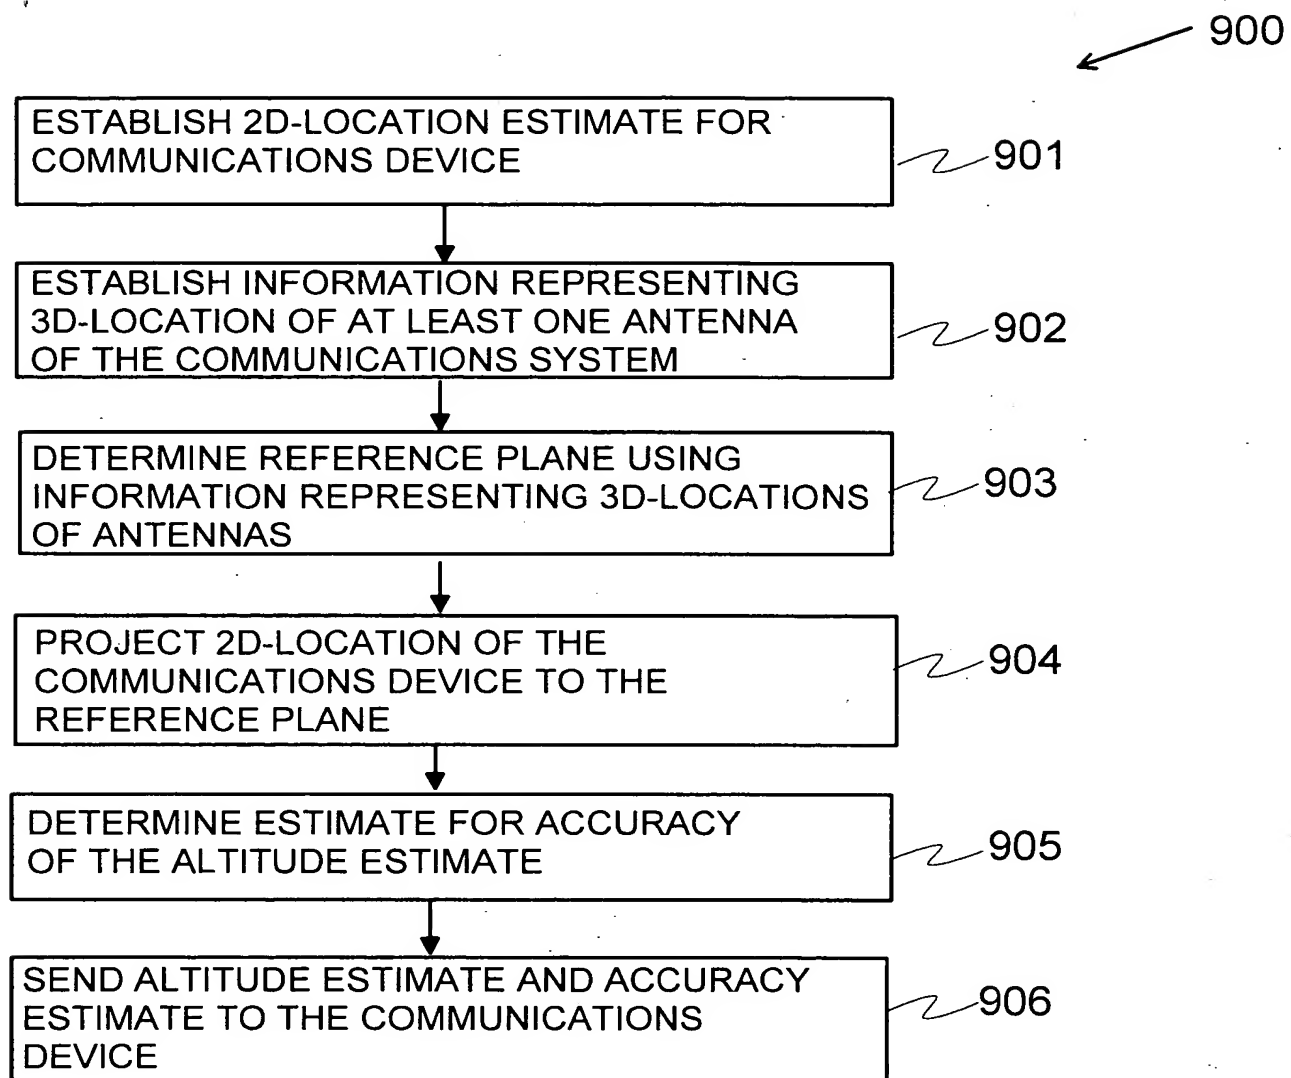 900
ESTABLISH 2D-LOCATION ESTIMATE FOR
COMMUNICATIONS DEVICE
901
ESTABLISH INFORMATION REPRESENTING
3D-LOCATION OF AT LEAST ONE ANTENNA
OF THE COMMUNICATIONS SYSTEM
902
DETERMINE REFERENCE PLANE USING
INFORMATION REPRESENTING 3D-LOCATIONS
OF ANTENNAS
903
PROJECT 2D-LOCATION OF THE
COMMUNICATIONS DEVICE TO THE
REFERENCE PLANE
904
DETERMINE ESTIMATE FOR ACCURACY
OF THE ALTITUDE ESTIMATE
905
SEND ALTITUDE ESTIMATE AND ACCURACY
ESTIMATE TO THE COMMUNICATIONS
DEVICE
906